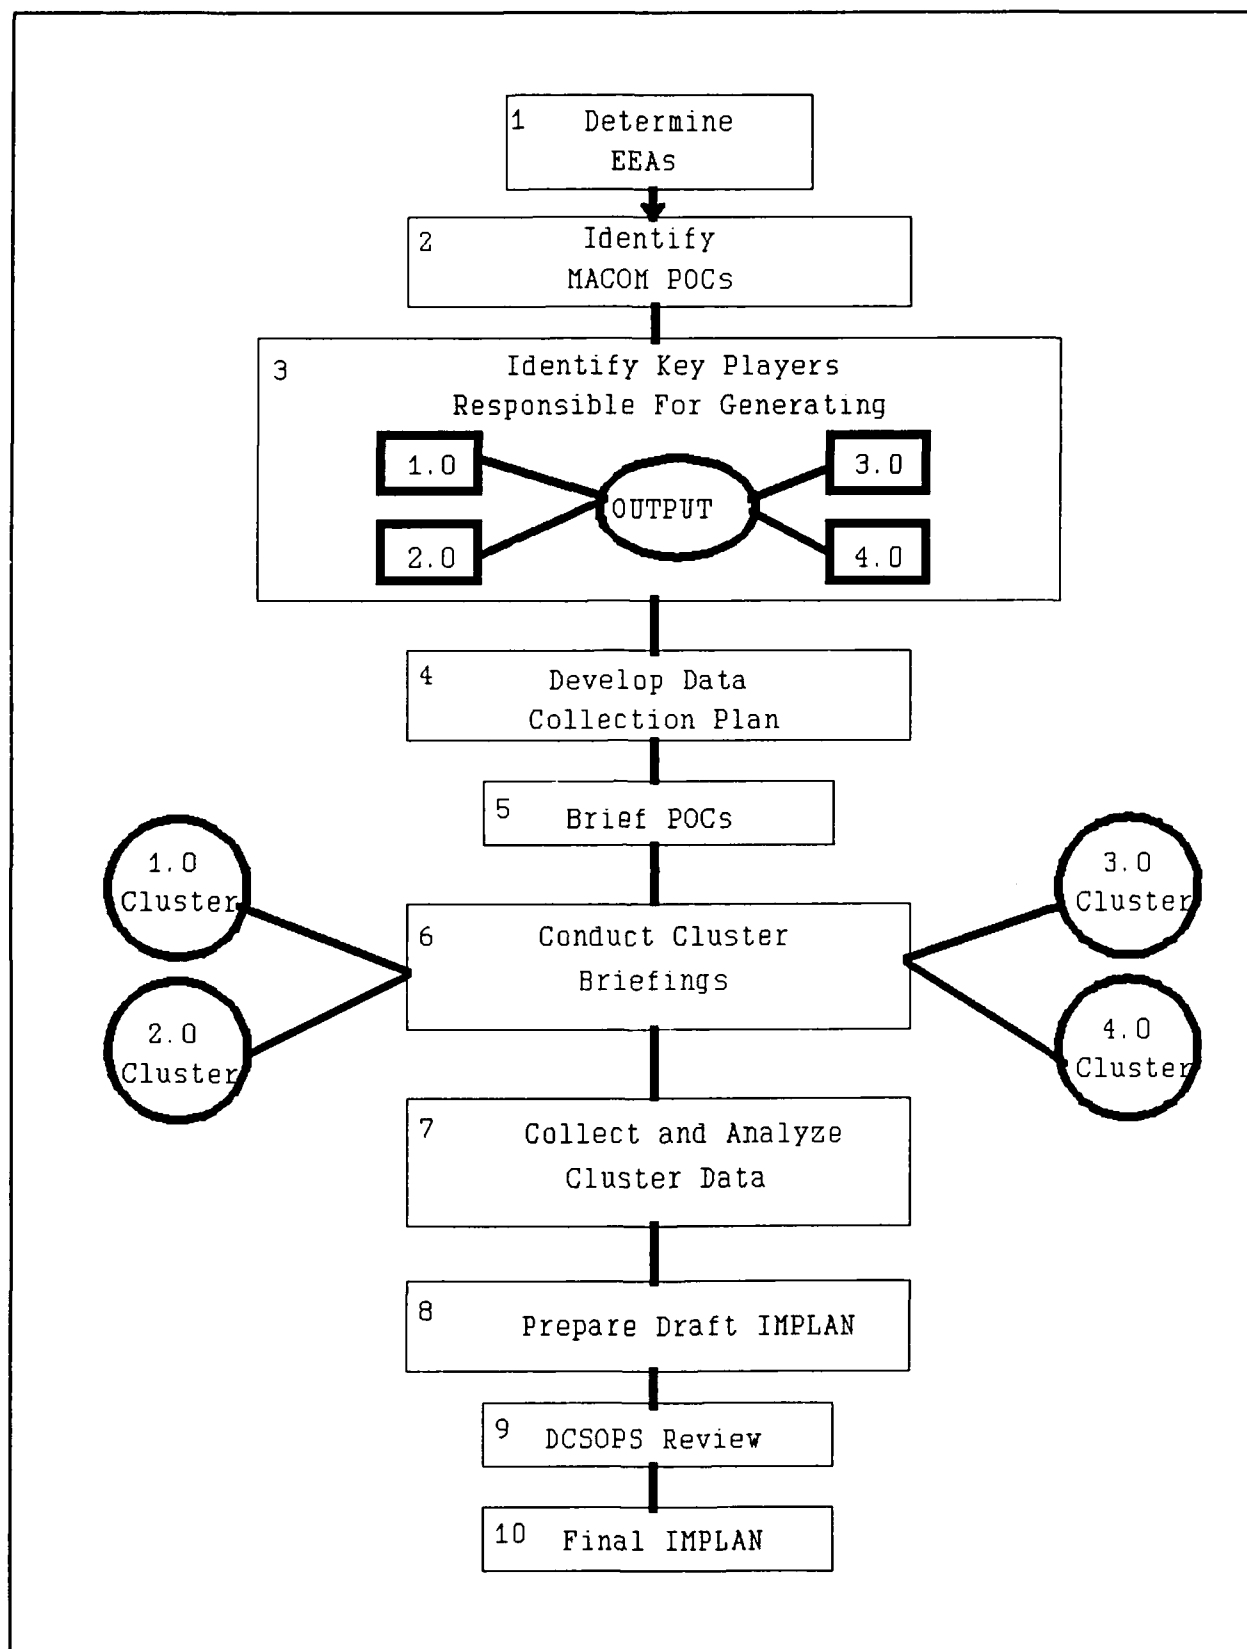 1 Determine
EEAs
2 Identify
MACOM POCs
3 Identify Key Players
Responsible For Generating
1.0
3.0
OUTPUT
2.0
4.0
4 Develop Data
Collection Plan
5 Brief POCs
1.0
Cluster
3.0
Cluster
6 Conduct Cluster
Briefings
2.0
Cluster
4.0
Cluster
7 Collect and Analyze
Cluster Data
8 Prepare Draft IMPLAN
9 DCSOPS Review
10 Final IMPLAN